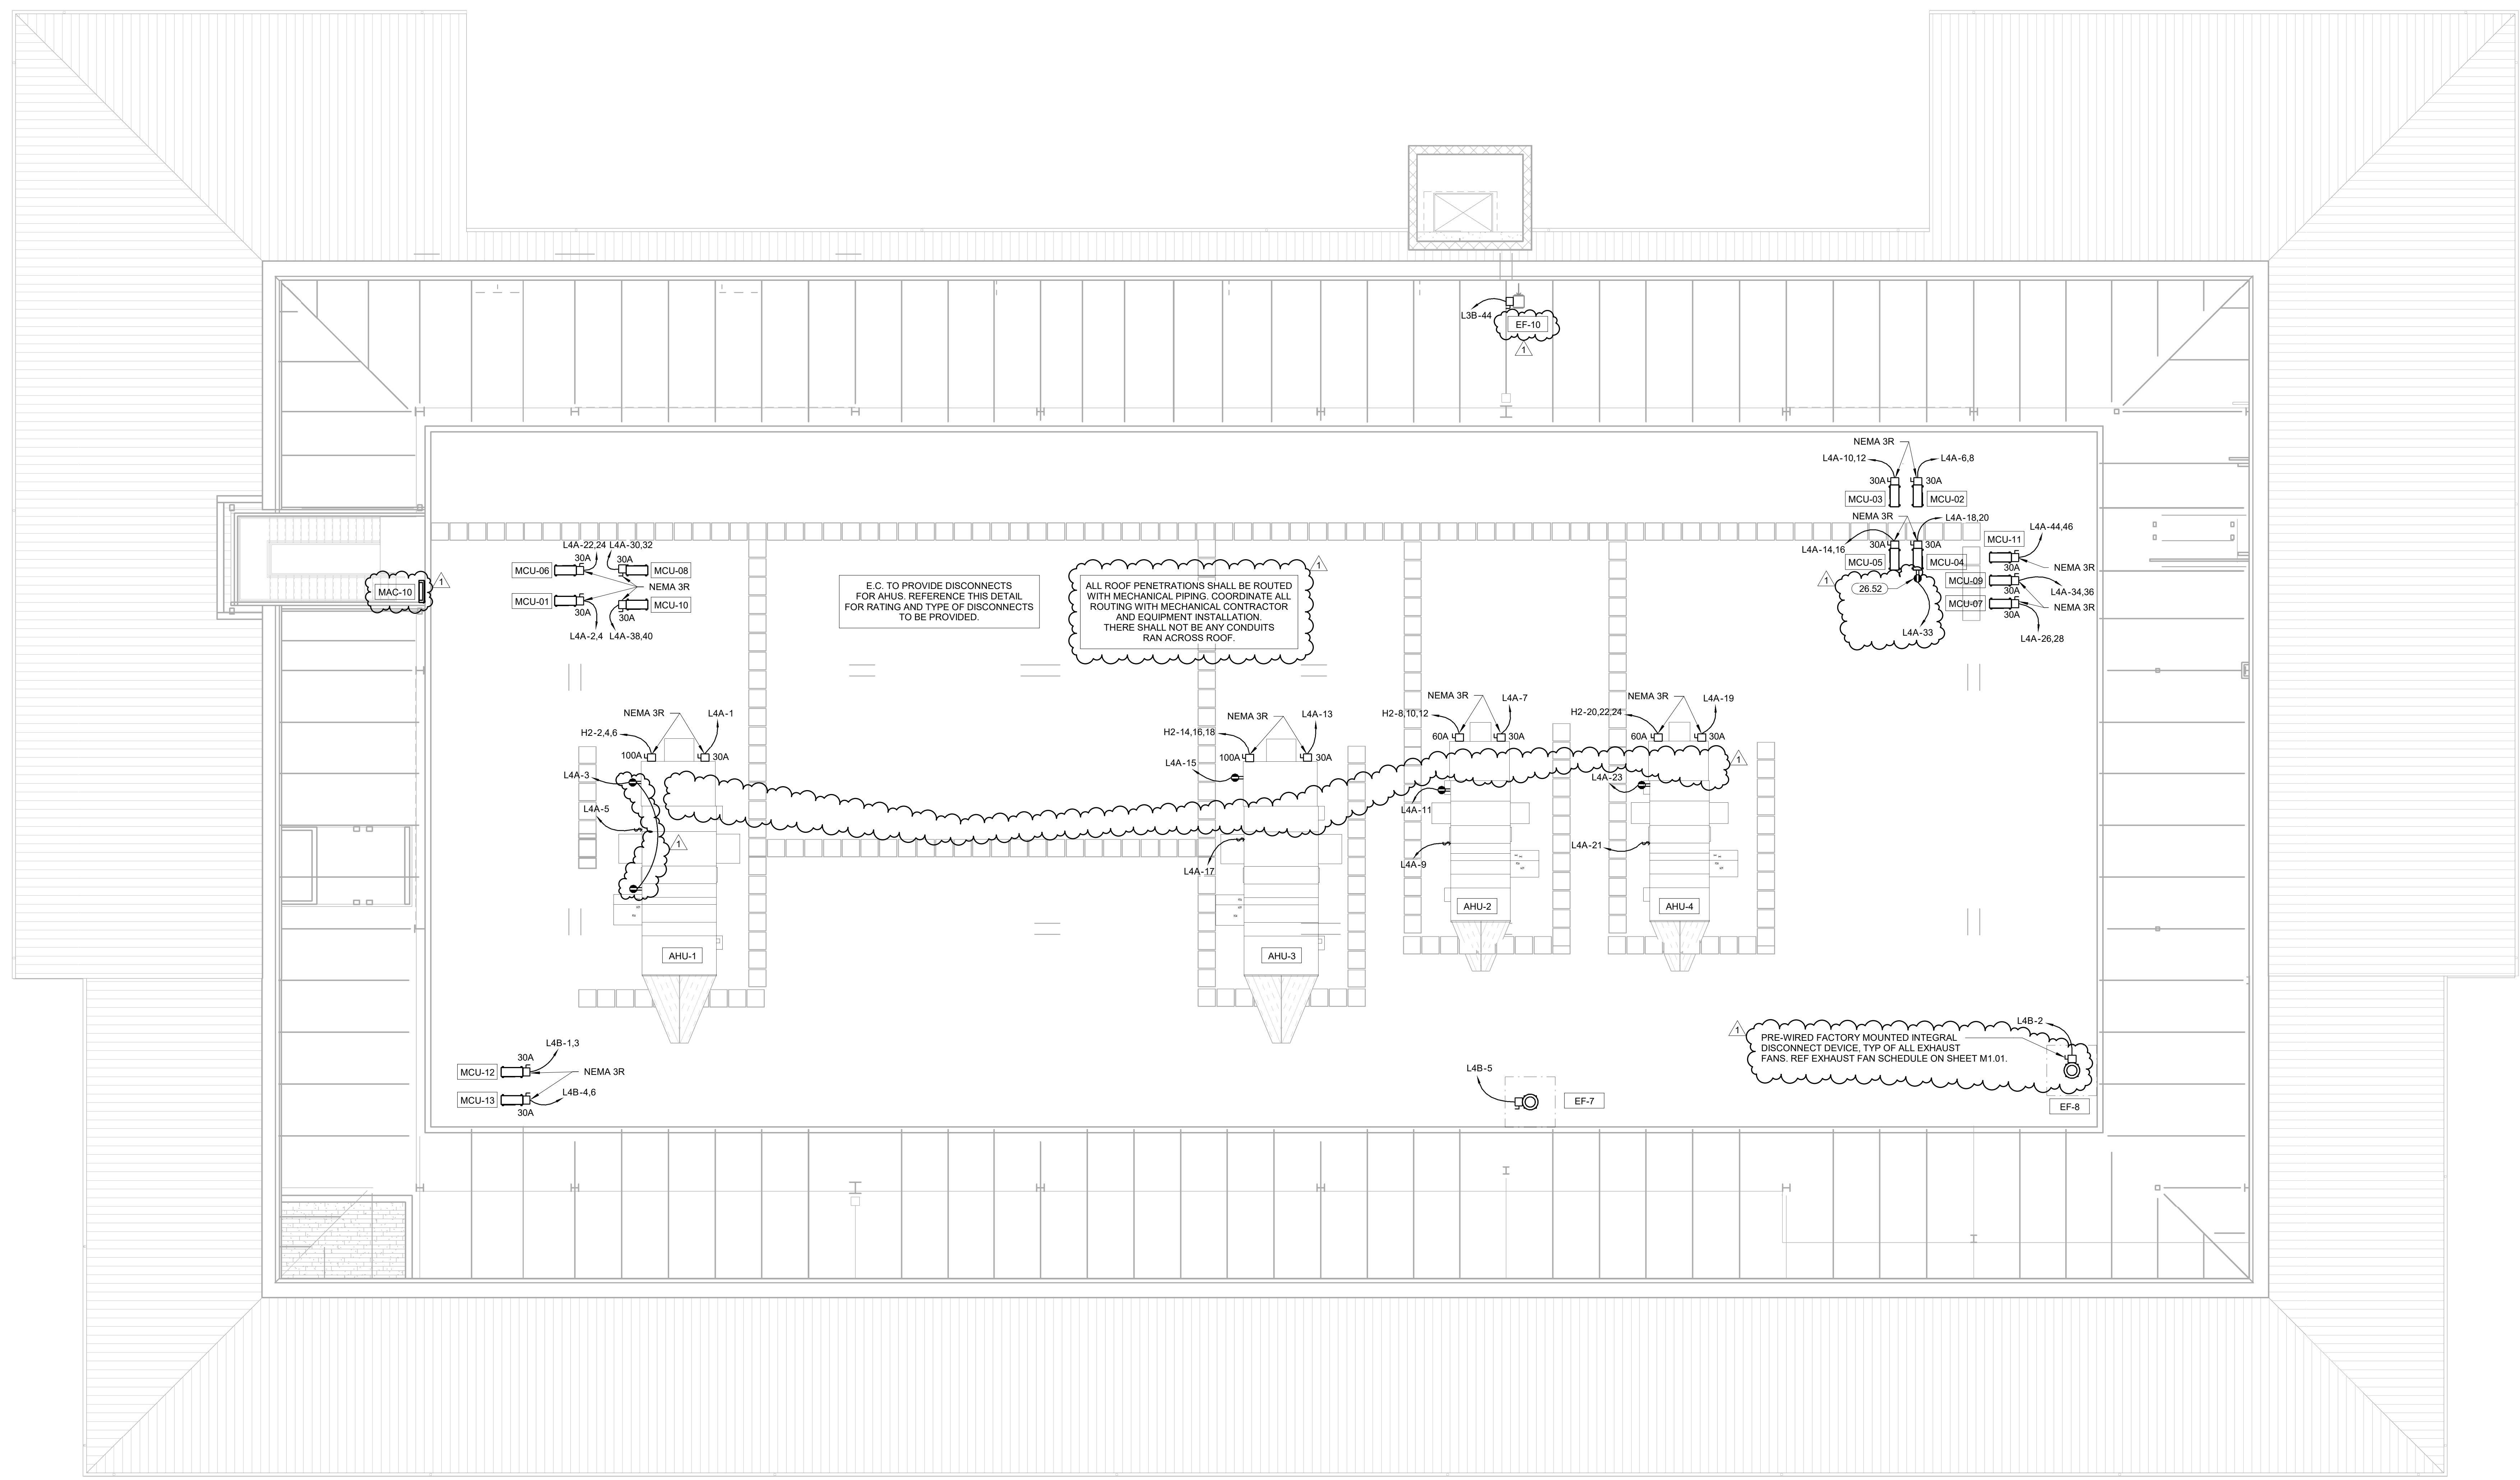 L3B-44
EF-10
1
NEMA 3R
L4A-10,12
L4A-6,8
30A
30A
MCU-03
MCU-02
NEMA 3R
L4A-18,20
L4A-14,16
30A
30A
MCU-05
MCU-04
MCU-11
L4A-44,46
30A
NEMA 3R
MCU-09
30A
L4A-34,36
NEMA 3R
MCU-07
30A
L4A-26,28
1
26.52
L4A-33
MAC-10
1
L4A-22,24
L4A-30,32
30A
30A
MCU-06
MCU-08
NEMA 3R
MCU-01
MCU-10
30A
30A
L4A-2,4
L4A-38,40
E.C. TO PROVIDE DISCONNECTS
FOR AHUS. REFERENCE THIS DETAIL
FOR RATING AND TYPE OF DISCONNECTS
TO BE PROVIDED.
1
ALL ROOF PENETRATIONS SHALL BE ROUTED
WITH MECHANICAL PIPING. COORDINATE ALL
ROUTING WITH MECHANICAL CONTRACTOR
AND EQUIPMENT INSTALLATION.
THERE SHALL NOT BE ANY CONDUITS
RAN ACROSS ROOF.
NEMA 3R
L4A-1
H2-2,4,6
100A
30A
L4A-3
L4A-5
1
AHU-1
NEMA 3R
L4A-13
H2-14,16,18
100A
30A
L4A-15
L4A-17
AHU-3
NEMA 3R
L4A-7
H2-8,10,12
60A
30A
L4A-11
L4A-9
AHU-2
NEMA 3R
L4A-19
H2-20,22,24
60A
30A
1
L4A-23
L4A-21
AHU-4
L4B-1,3
30A
MCU-12
NEMA 3R
MCU-13
L4B-4,6
30A
L4B-5
EF-7
1
L4B-2
PRE-WIRED FACTORY MOUNTED INTEGRAL
DISCONNECT DEVICE, TYP OF ALL EXHAUST
FANS. REF EXHAUST FAN SCHEDULE ON SHEET M1.01.
EF-8